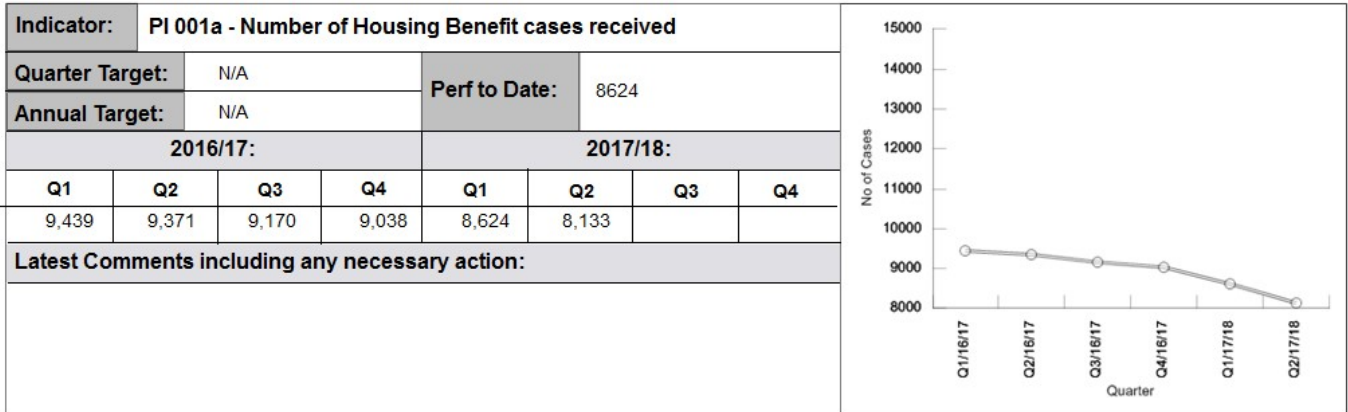 Indicator: PI 001a - Number of Housing Benefit cases received
Quarter Target: N/A
Perf to Date: 8624
Annual Target: N/A
2016/17: 2017/18:
Q1 Q2 Q3 Q4 Q1 Q2 Q3 Q4
9,439 9,371 9,170 9,038 8,624 8,133
Latest Comments including any necessary action:
No of Cases
15000
14000
13000
12000
11000
10000
9000
8000
Q1/16/17 Q2/16/17 Q3/16/17 Q4/16/17 Q1/17/18 Q2/17/18
Quarter